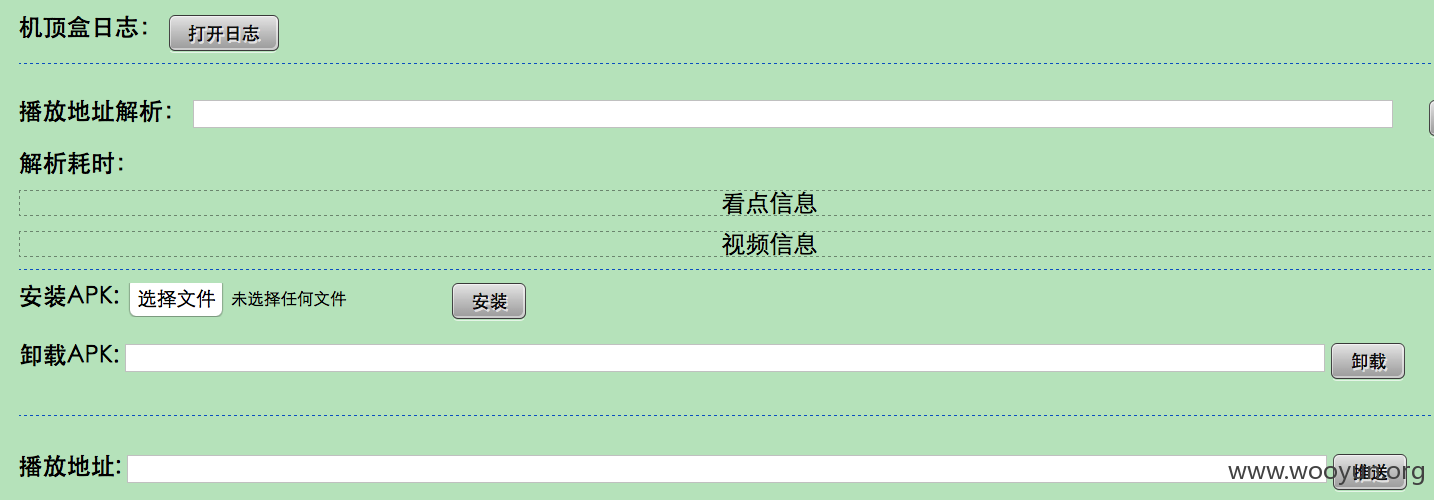 机顶盒日志： 打开日志
播放地址解析：
解析耗时：
看点信息
视频信息
安装APK: 选择文件 未选择任何文件 安装
卸载APK: 卸载
播放地址: 推送
www.wooyun.org